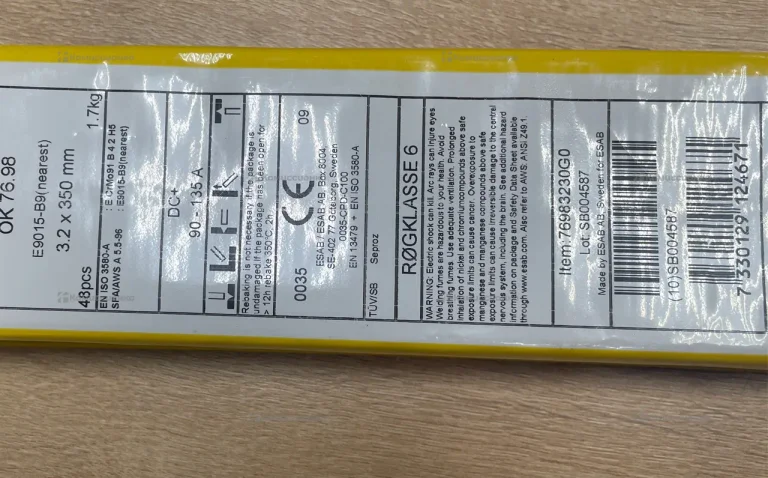 OK 76.98
E9015-B9(nearest)
3.2 x 350 mm
48pcs 1.7kg
EN ISO 3580-A : E CrMo91 B 4 2 H5
SFA/AWS A 5.5-96 : E9015-B9(nearest)
DC+
90 - 135 A
Rebaking is not necessary if the package is
undamaged if the package has been open for
> 12h rebake 350°C, 2h
0035 CE 09
ESAB / ESAB AB, Box 8004,
SE-402 77 Göteborg, Sweden
0035-CPD-C100
EN 13479 + EN ISO 3580-A
TÜV/SB Seproz
RØGKLASSE 6
WARNING: Electric shock can kill. Arc rays can injure eyes
Welding fumes are hazardous to your health. Avoid
breathing fumes. Use adequate ventilation. Prolonged
inhalation of nickel and chromiumcompounds above safe
exposure limits can cause cancer. Overexposure to
manganese and manganese compounds above safe
exposure limits can cause irreversible damage to the central
nervous system, including the brain. See additional hazard
information on package and Safety Data Sheet available
through www.esab.com. Also refer to AWS: ANSI Z49.1.
Item: 76983230G0
Lot: SB004587
Made by ESAB AB, Sweden for ESAB
(10)SB004587
7 330129 124671